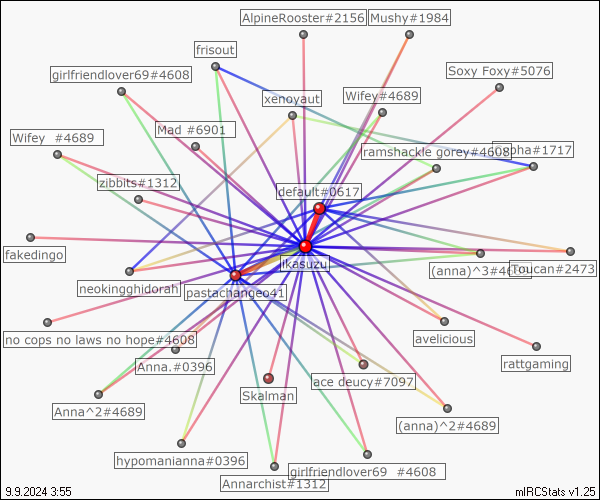 AlpineRooster#2156
Mushy#1984
frisout
girlfriendlover69#4608
Soxy Foxy#5076
xenoyaut
Wifey#4689
Mad #6901
Wifey #4689
ramshackle gorey#4608
#1717
zibbits#1312
default#0617
fakedingo
likasuzu
(anna)^3#4
Toucan#2473
neokingghidorah
pastachangeo41
no cops no laws no hope#4608
avelicious
Anna.#0396
rattgaming
ace deucy#7097
Skalman
Anna^2#4689
(anna)^2#4689
hypomanianna#0396
girlfriendlover69 #4608
Annarchist#1312
9.9.2024 3:55
mIRCStats v1.25